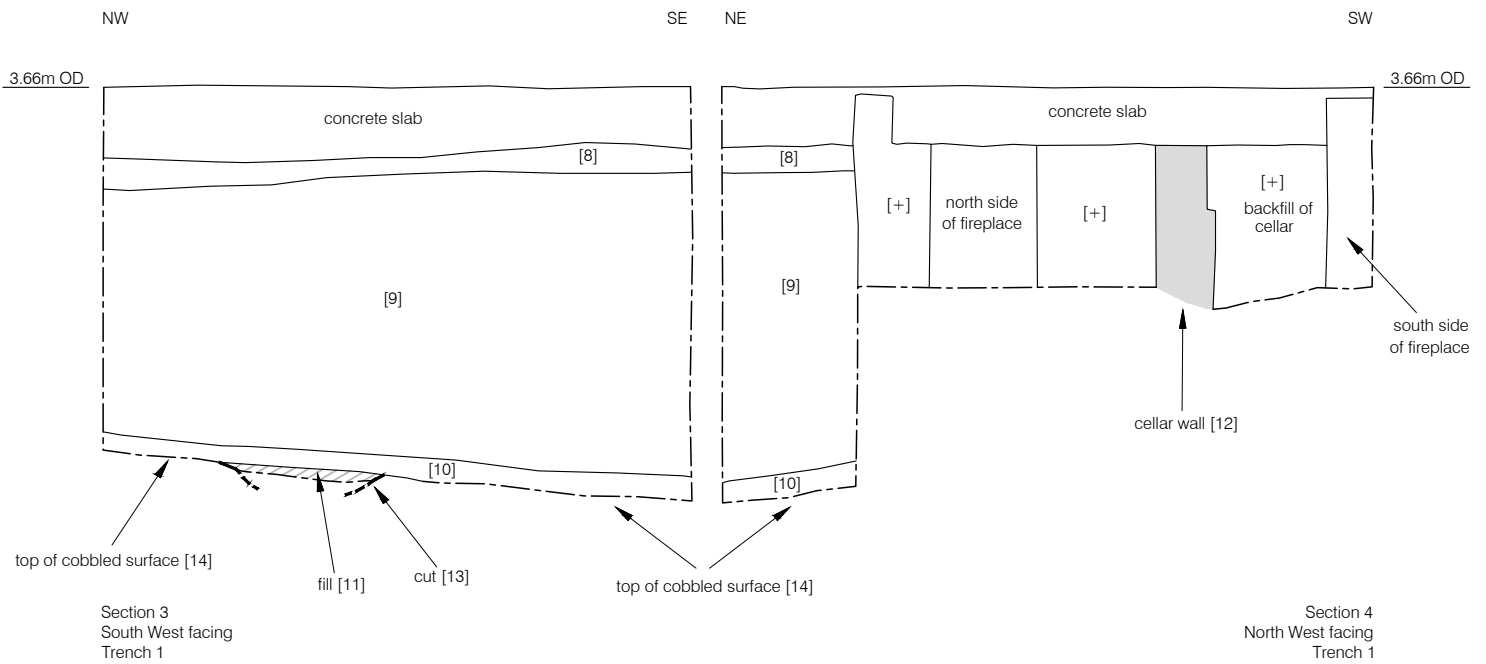 NW
SE
NE
SW
3.66m OD
3.66m OD
concrete slab
concrete slab
[8]
[8]
[+]
north side
of fireplace
[+]
[+]
backfill of
cellar
[9]
[9]
south side
of fireplace
cellar wall [12]
[10]
[10]
top of cobbled surface [14]
fill [11]
cut [13]
top of cobbled surface [14]
Section 3
South West facing
Trench 1
Section 4
North West facing
Trench 1